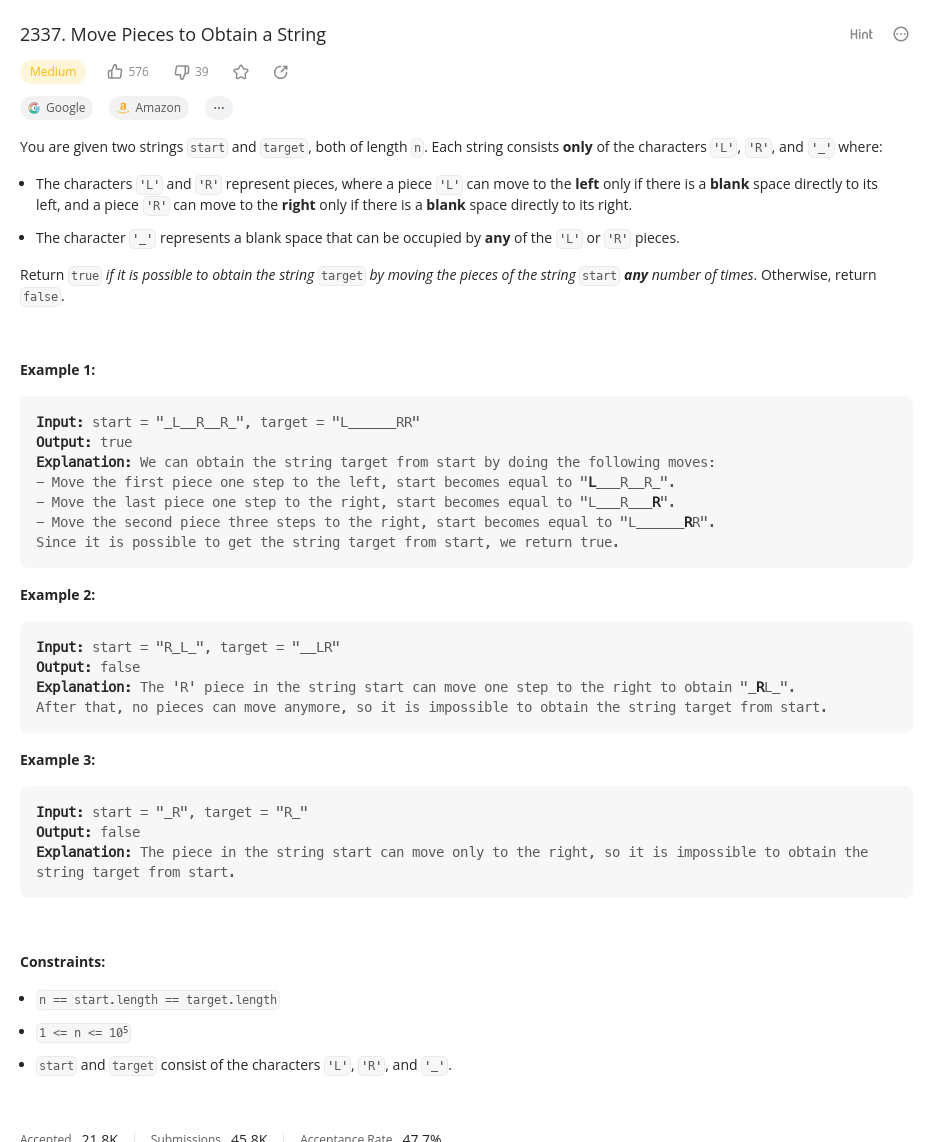 2337. Move Pieces to Obtain a String
Hint
Medium 576 39
Google Amazon ...
You are given two strings start and target, both of length n. Each string consists only of the characters 'L', 'R', and '_' where:
• The characters 'L' and 'R' represent pieces, where a piece 'L' can move to the left only if there is a blank space directly to its
left, and a piece 'R' can move to the right only if there is a blank space directly to its right.
• The character '_' represents a blank space that can be occupied by any of the 'L' or 'R' pieces.
Return true if it is possible to obtain the string target by moving the pieces of the string start any number of times. Otherwise, return
false.
Example 1:
Input: start = "_L__R__R_", target = "L______RR"
Output: true
Explanation: We can obtain the string target from start by doing the following moves:
- Move the first piece one step to the left, start becomes equal to "L___R__R_".
- Move the last piece one step to the right, start becomes equal to "L___R___R".
- Move the second piece three steps to the right, start becomes equal to "L______RR".
Since it is possible to get the string target from start, we return true.
Example 2:
Input: start = "R_L_", target = "__LR"
Output: false
Explanation: The 'R' piece in the string start can move one step to the right to obtain "_RL_".
After that, no pieces can move anymore, so it is impossible to obtain the string target from start.
Example 3:
Input: start = "_R", target = "R_"
Output: false
Explanation: The piece in the string start can move only to the right, so it is impossible to obtain the
string target from start.
Constraints:
• n == start.length == target.length
• 1 <= n <= 10⁵
• start and target consist of the characters 'L', 'R', and '_'.
Accepted 21.8K Submissions 45.8K Acceptance Rate 47.7%